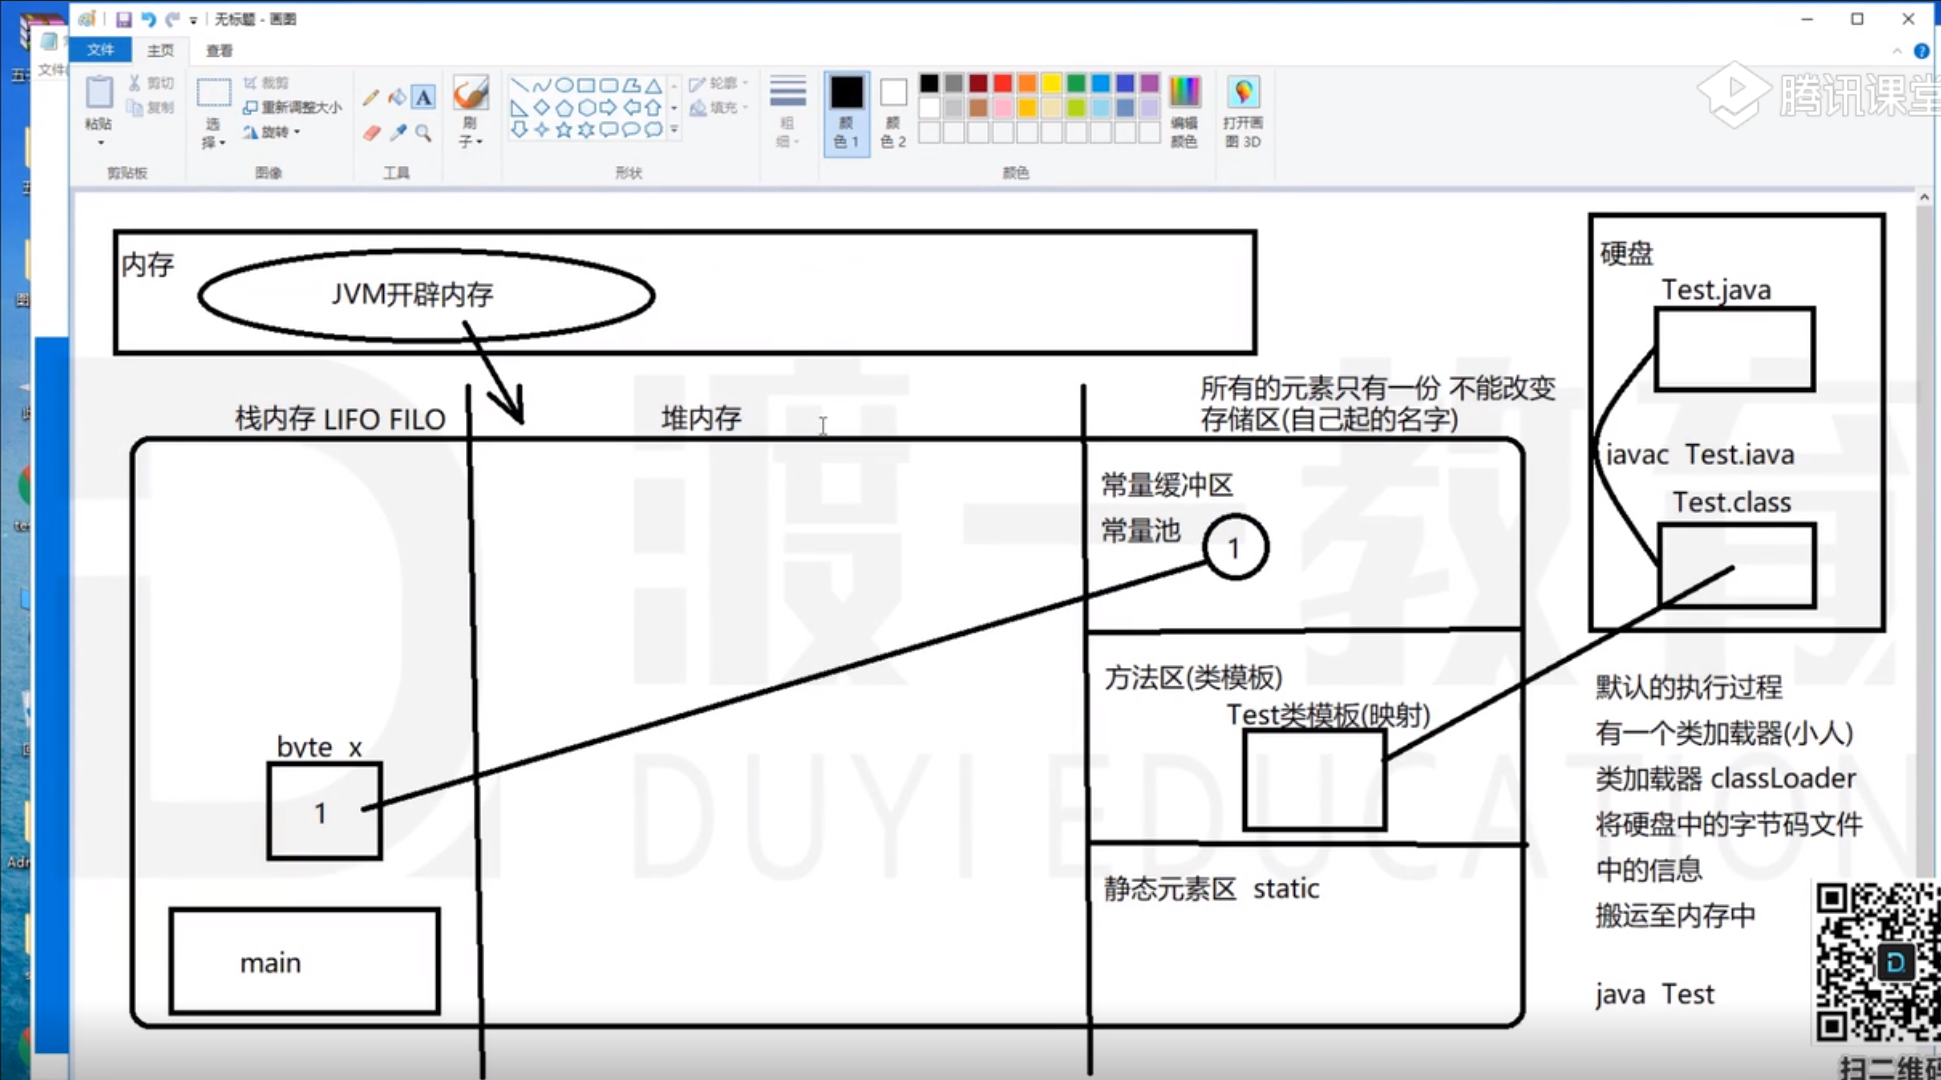 无标题 - 画图
文件
主页
查看
文件(
粘贴
剪切
复制
剪贴板
选择
裁剪
重新调整大小
旋转
图像
A
工具
刷子
形状
轮廓
填充
粗细
颜色 1
颜色 2
颜色
编辑颜色
打开画图 3D
腾讯课堂
内存
JVM开辟内存
栈内存 LIFO FILO
堆内存
所有的元素只有一份 不能改变
存储区(自己起的名字)
常量缓冲区
常量池
1
方法区(类模板)
Test类模板(映射)
静态元素区 static
byte x
1
main
硬盘
Test.java
javac Test.java
Test.class
默认的执行过程
有一个类加载器(小人)
类加载器 classLoader
将硬盘中的字节码文件
中的信息
搬运至内存中
java Test
渡一教育
DUYI EDUCATION
扫二维码